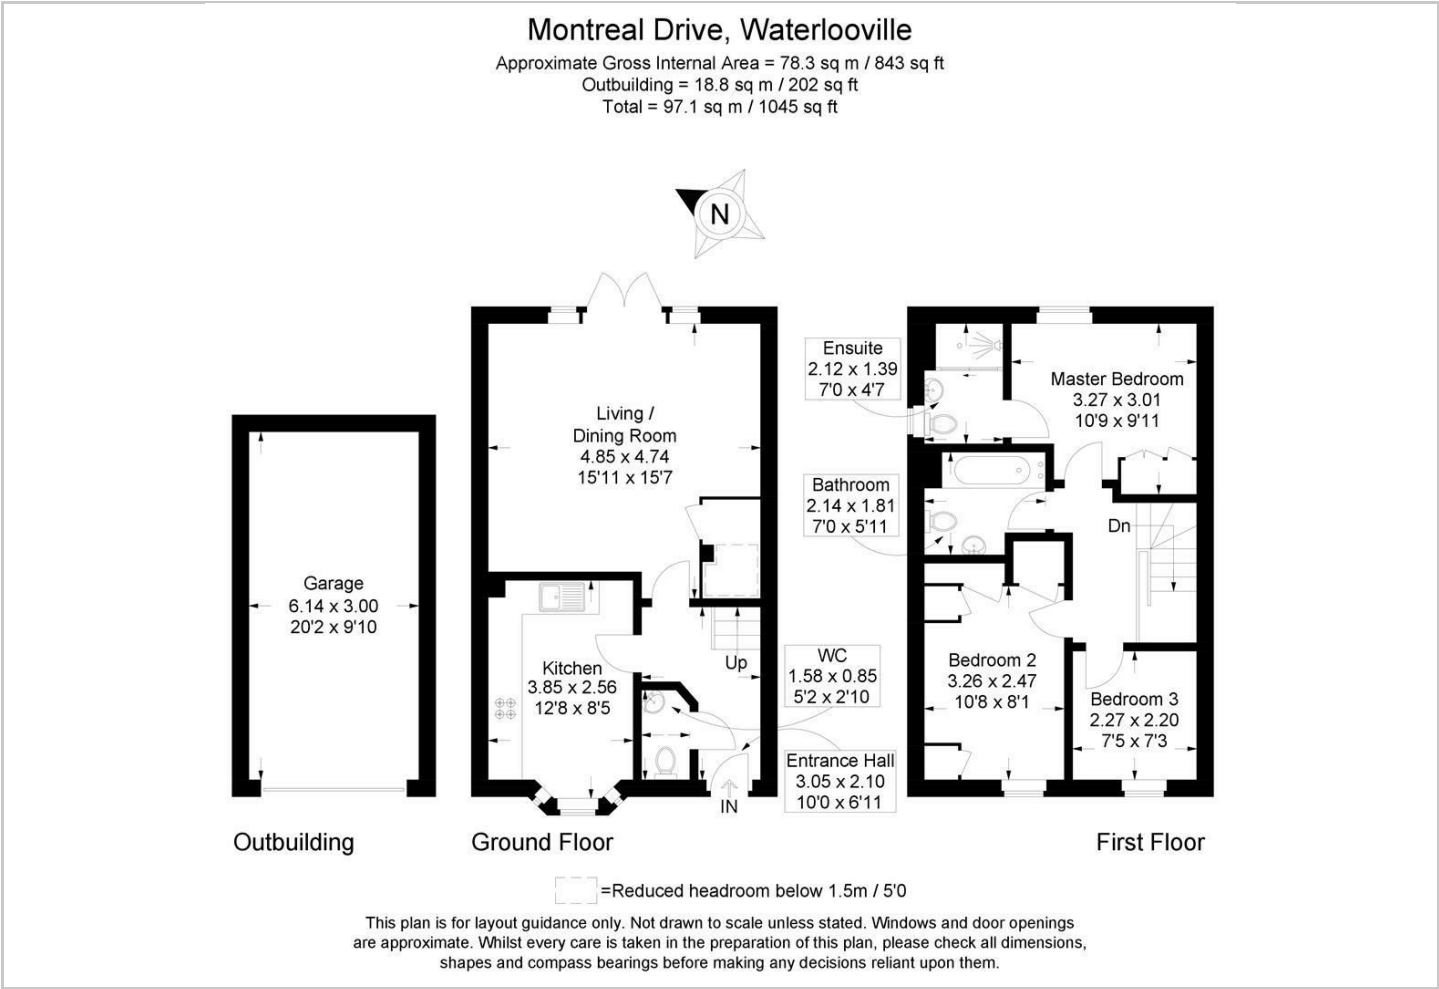 Montreal Drive, Waterlooville
Approximate Gross Internal Area = 78.3 sq m / 843 sq ft
Outbuilding = 18.8 sq m / 202 sq ft
Total = 97.1 sq m / 1045 sq ft
N
Garage
6.14 x 3.00
20'2 x 9'10
Outbuilding
Living /
Dining Room
4.85 x 4.74
15'11 x 15'7
Kitchen
3.85 x 2.56
12'8 x 8'5
Up
IN
WC
1.58 x 0.85
5'2 x 2'10
Entrance Hall
3.05 x 2.10
10'0 x 6'11
Ground Floor
Ensuite
2.12 x 1.39
7'0 x 4'7
Master Bedroom
3.27 x 3.01
10'9 x 9'11
Bathroom
2.14 x 1.81
7'0 x 5'11
Dn
Bedroom 2
3.26 x 2.47
10'8 x 8'1
Bedroom 3
2.27 x 2.20
7'5 x 7'3
First Floor
=Reduced headroom below 1.5m / 5'0
This plan is for layout guidance only. Not drawn to scale unless stated. Windows and door openings
are approximate. Whilst every care is taken in the preparation of this plan, please check all dimensions,
shapes and compass bearings before making any decisions reliant upon them.